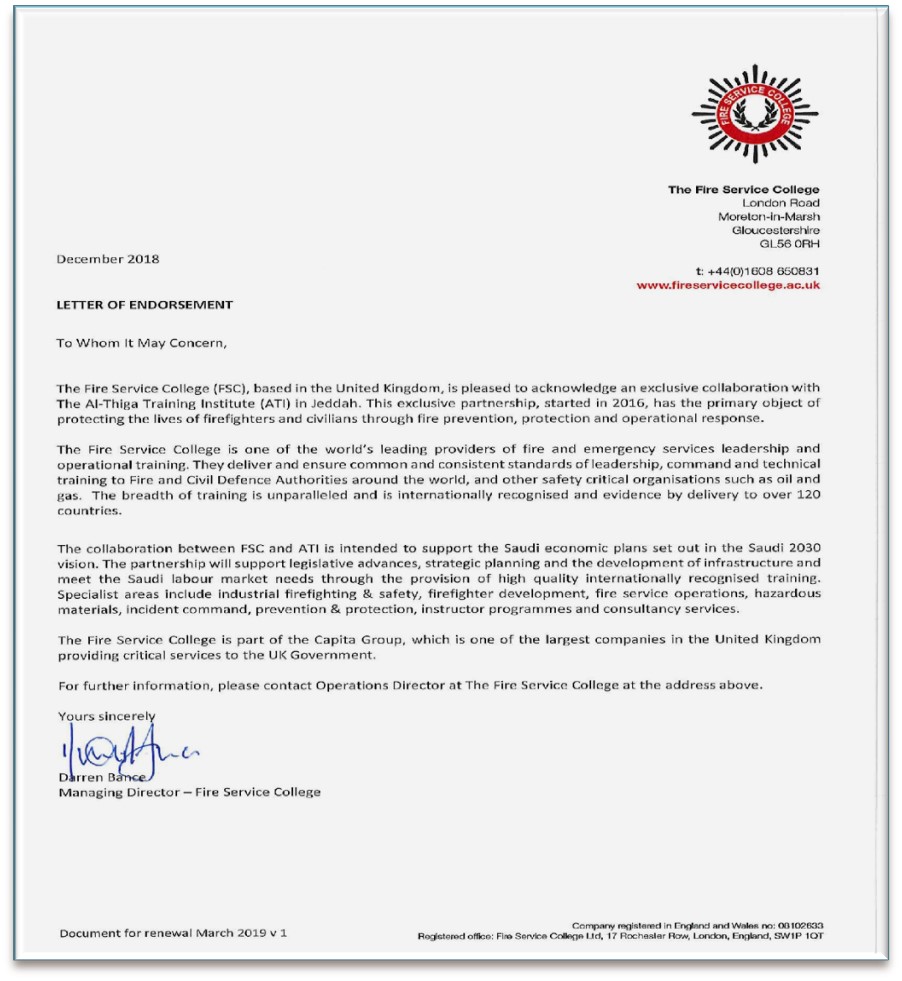 FIRE SERVICE COLLEGE
The Fire Service College
London Road
Moreton-in-Marsh
Gloucestershire
GL56 0RH
t: +44(0)1608 650831
www.fireservicecollege.ac.uk
December 2018
LETTER OF ENDORSEMENT
To Whom It May Concern,
The Fire Service College (FSC), based in the United Kingdom, is pleased to acknowledge an exclusive collaboration with
The Al-Thiga Training Institute (ATI) in Jeddah. This exclusive partnership, started in 2016, has the primary object of
protecting the lives of firefighters and civilians through fire prevention, protection and operational response.
The Fire Service College is one of the world's leading providers of fire and emergency services leadership and
operational training. They deliver and ensure common and consistent standards of leadership, command and technical
training to Fire and Civil Defence Authorities around the world, and other safety critical organisations such as oil and
gas. The breadth of training is unparalleled and is internationally recognised and evidence by delivery to over 120
countries.
The collaboration between FSC and ATI is intended to support the Saudi economic plans set out in the Saudi 2030
vision. The partnership will support legislative advances, strategic planning and the development of infrastructure and
meet the Saudi labour market needs through the provision of high quality internationally recognised training.
Specialist areas include industrial firefighting & safety, firefighter development, fire service operations, hazardous
materials, incident command, prevention & protection, instructor programmes and consultancy services.
The Fire Service College is part of the Capita Group, which is one of the largest companies in the United Kingdom
providing critical services to the UK Government.
For further information, please contact Operations Director at The Fire Service College at the address above.
Yours sincerely
Darren Bance
Managing Director – Fire Service College
Document for renewal March 2019 v 1
Company registered in England and Wales no: 08102633
Registered office: Fire Service College Ltd, 17 Rochester Row, London, England, SW1P 1QT